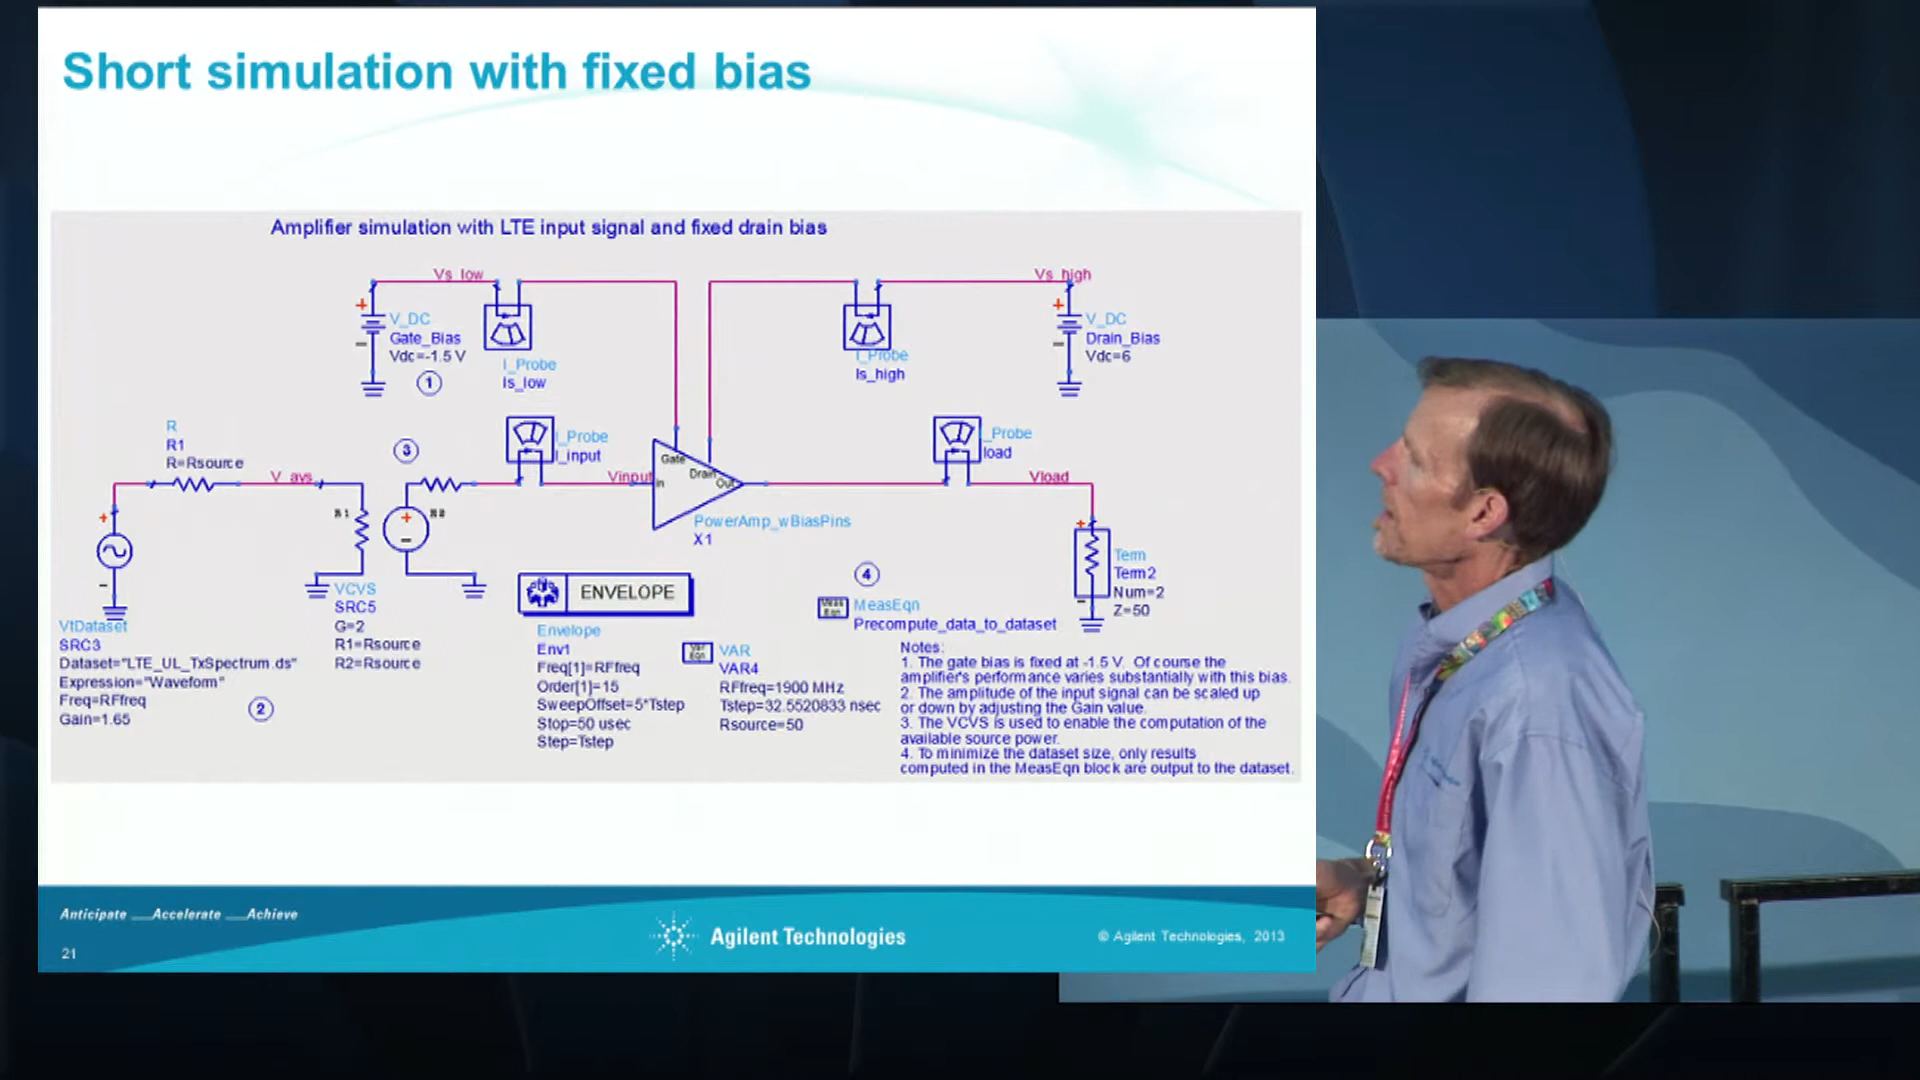 Short simulation with fixed bias
Amplifier simulation with LTE input signal and fixed drain bias
Vs_low
Vs_high
V_DC
Gate_Bias
Vdc=-1.5 V
1
I_Probe
Is_low
I_Probe
Is_high
V_DC
Drain_Bias
Vdc=6
R
R1
R=Rsource
V_avs
3
R1
R2
I_Probe
I_input
Vinput
Gate
Drain
In
Out
PowerAmp_wBiasPins
X1
_Probe
load
Vload
Term
Term2
Num=2
Z=50
VtDataset
SRC3
Dataset="LTE_UL_TxSpectrum.ds"
Expression="Waveform"
Freq=RFfreq
Gain=1.65
2
VCVS
SRC5
G=2
R1=Rsource
R2=Rsource
ENVELOPE
Envelope
Env1
Freq[1]=RFfreq
Order[1]=15
SweepOffset=5*Tstep
Stop=50 usec
Step=Tstep
Var
Eqn
VAR
VAR4
RFfreq=1900 MHz
Tstep=32.5520833 nsec
Rsource=50
4
Meas
Eqn
MeasEqn
Precompute_data_to_dataset
Notes:
1. The gate bias is fixed at -1.5 V. Of course the
amplifier's performance varies substantially with this bias.
2. The amplitude of the input signal can be scaled up
or down by adjusting the Gain value.
3. The VCVS is used to enable the computation of the
available source power.
4. To minimize the dataset size, only results
computed in the MeasEqn block are output to the dataset.
Anticipate __Accelerate __Achieve
21
Agilent Technologies
© Agilent Technologies, 2013